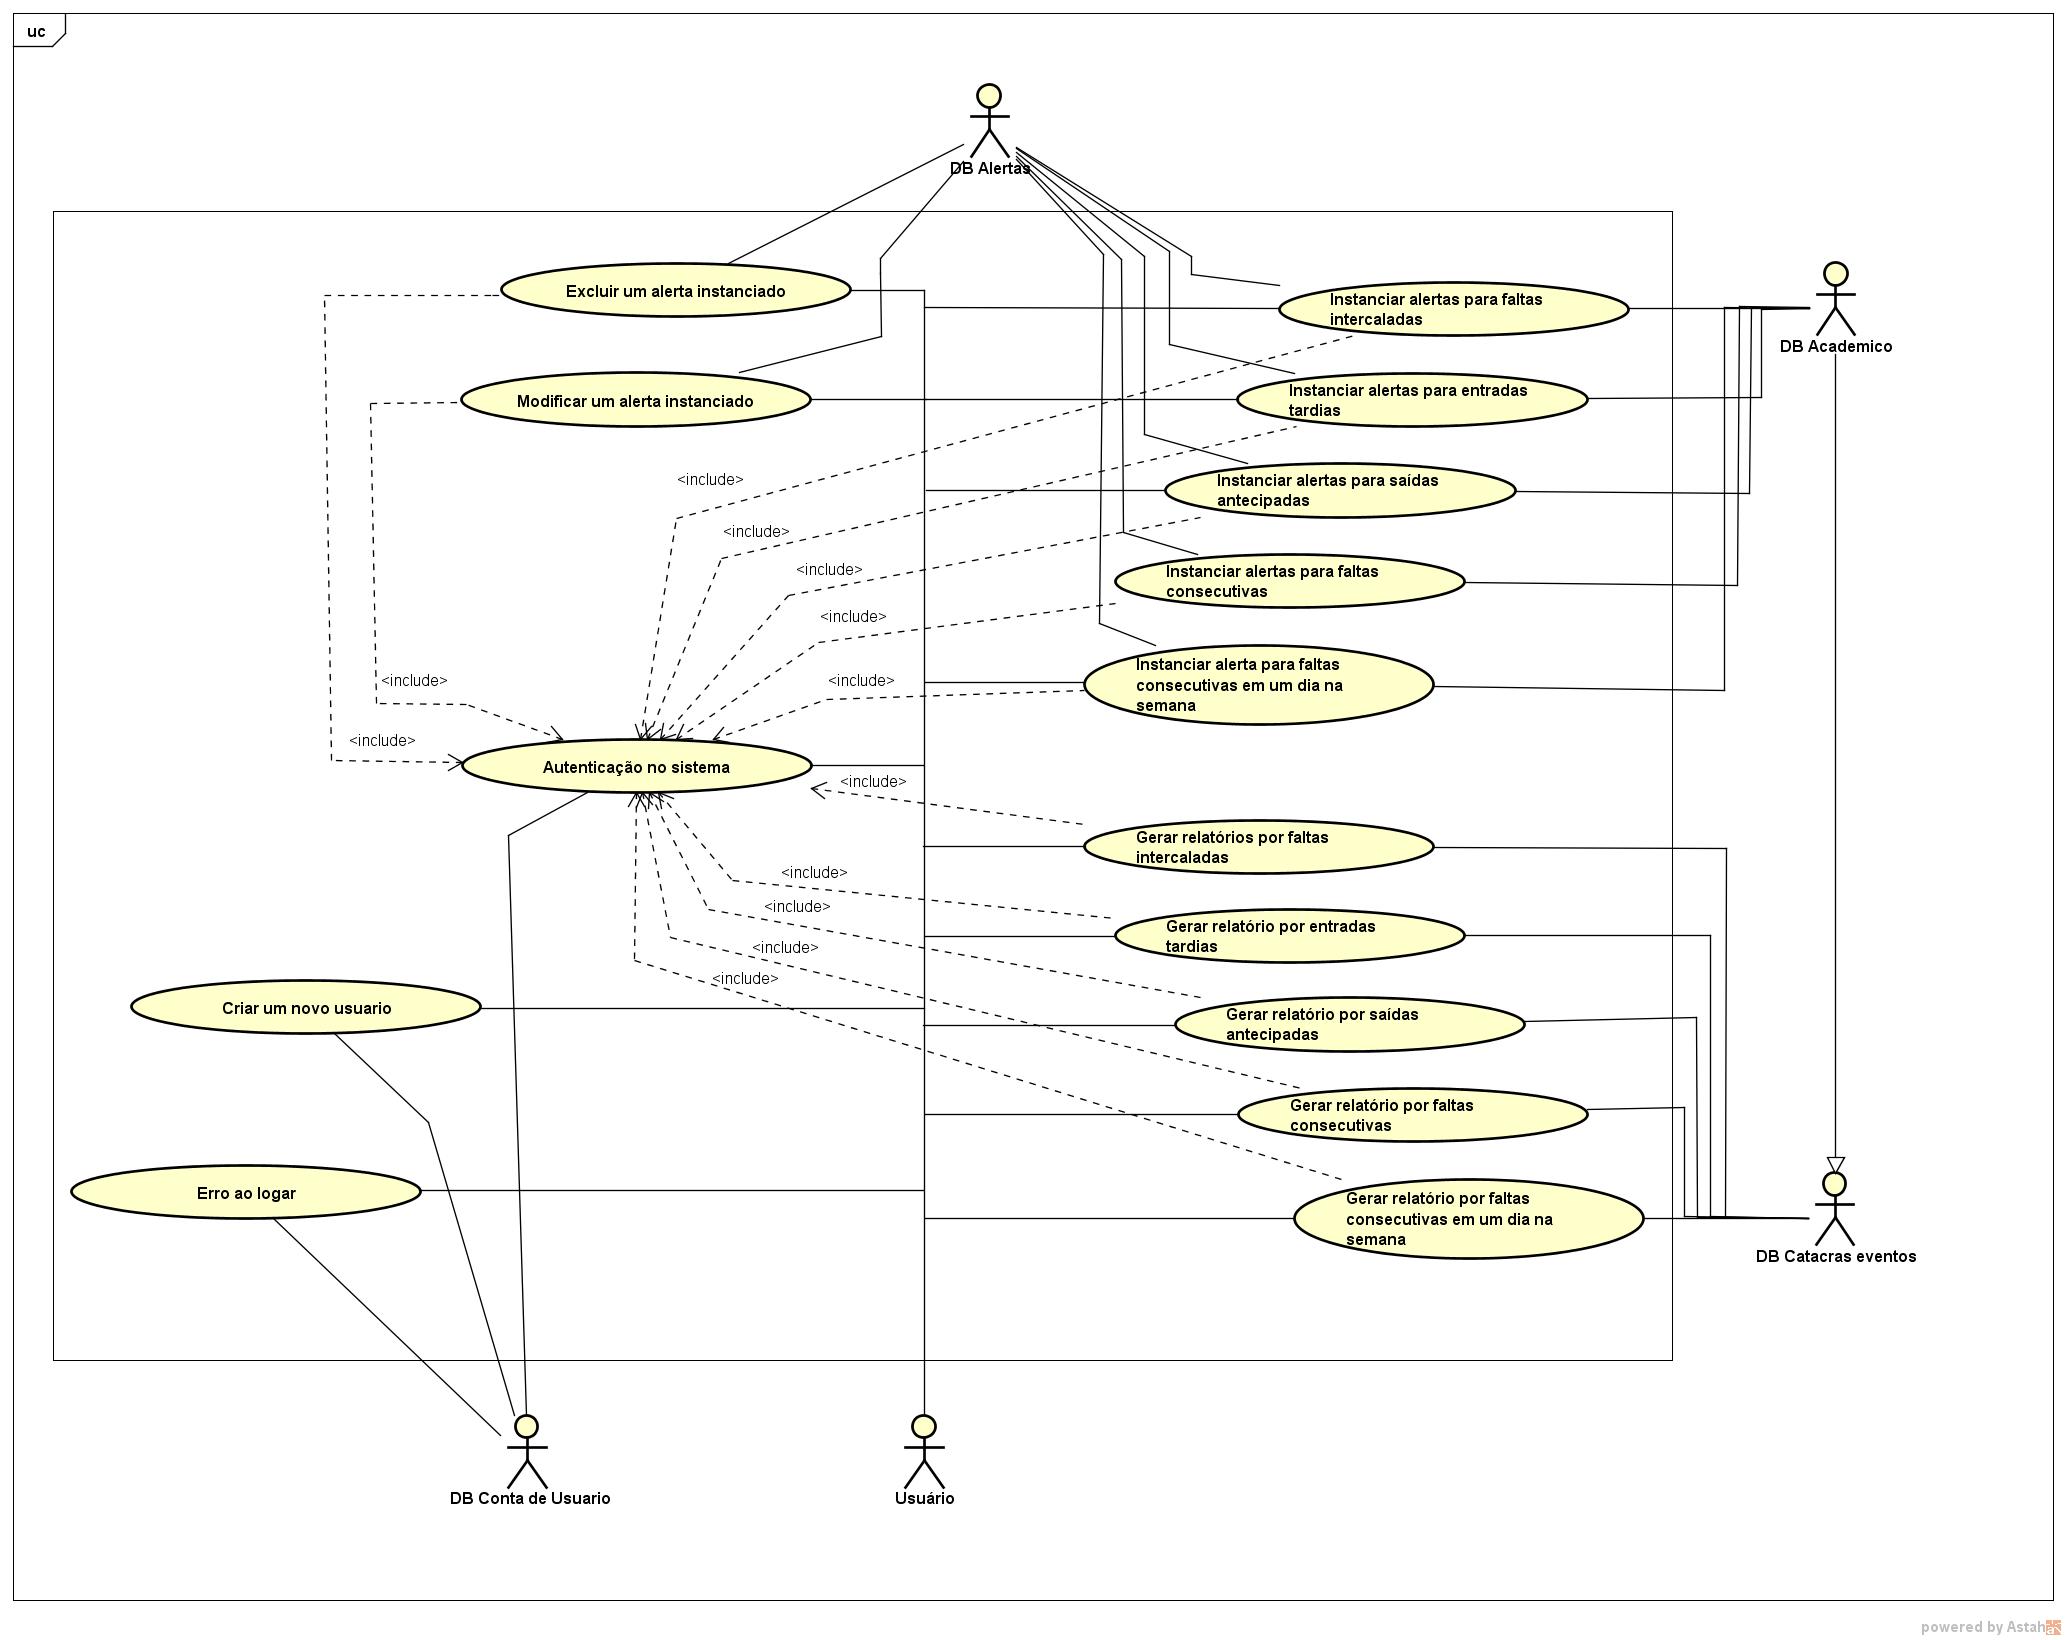 uc
DB Alertas
Excluir um alerta instanciado
Instanciar alertas para faltas
intercaladas
DB Academico
Modificar um alerta instanciado
Instanciar alertas para entradas
tardias
<include>
Instanciar alertas para saídas
antecipadas
<include>
<include>
Instanciar alertas para faltas
consecutivas
<include>
<include>
<include>
Instanciar alerta para faltas
consecutivas em um dia na
semana
<include>
Autenticação no sistema
<include>
Gerar relatórios por faltas
intercaladas
<include>
<include>
Gerar relatório por entradas
tardias
<include>
<include>
Criar um novo usuario
Gerar relatório por saídas
antecipadas
Gerar relatório por faltas
consecutivas
Erro ao logar
Gerar relatório por faltas
consecutivas em um dia na
semana
DB Catacras eventos
DB Conta de Usuario
Usuário
powered by Astah